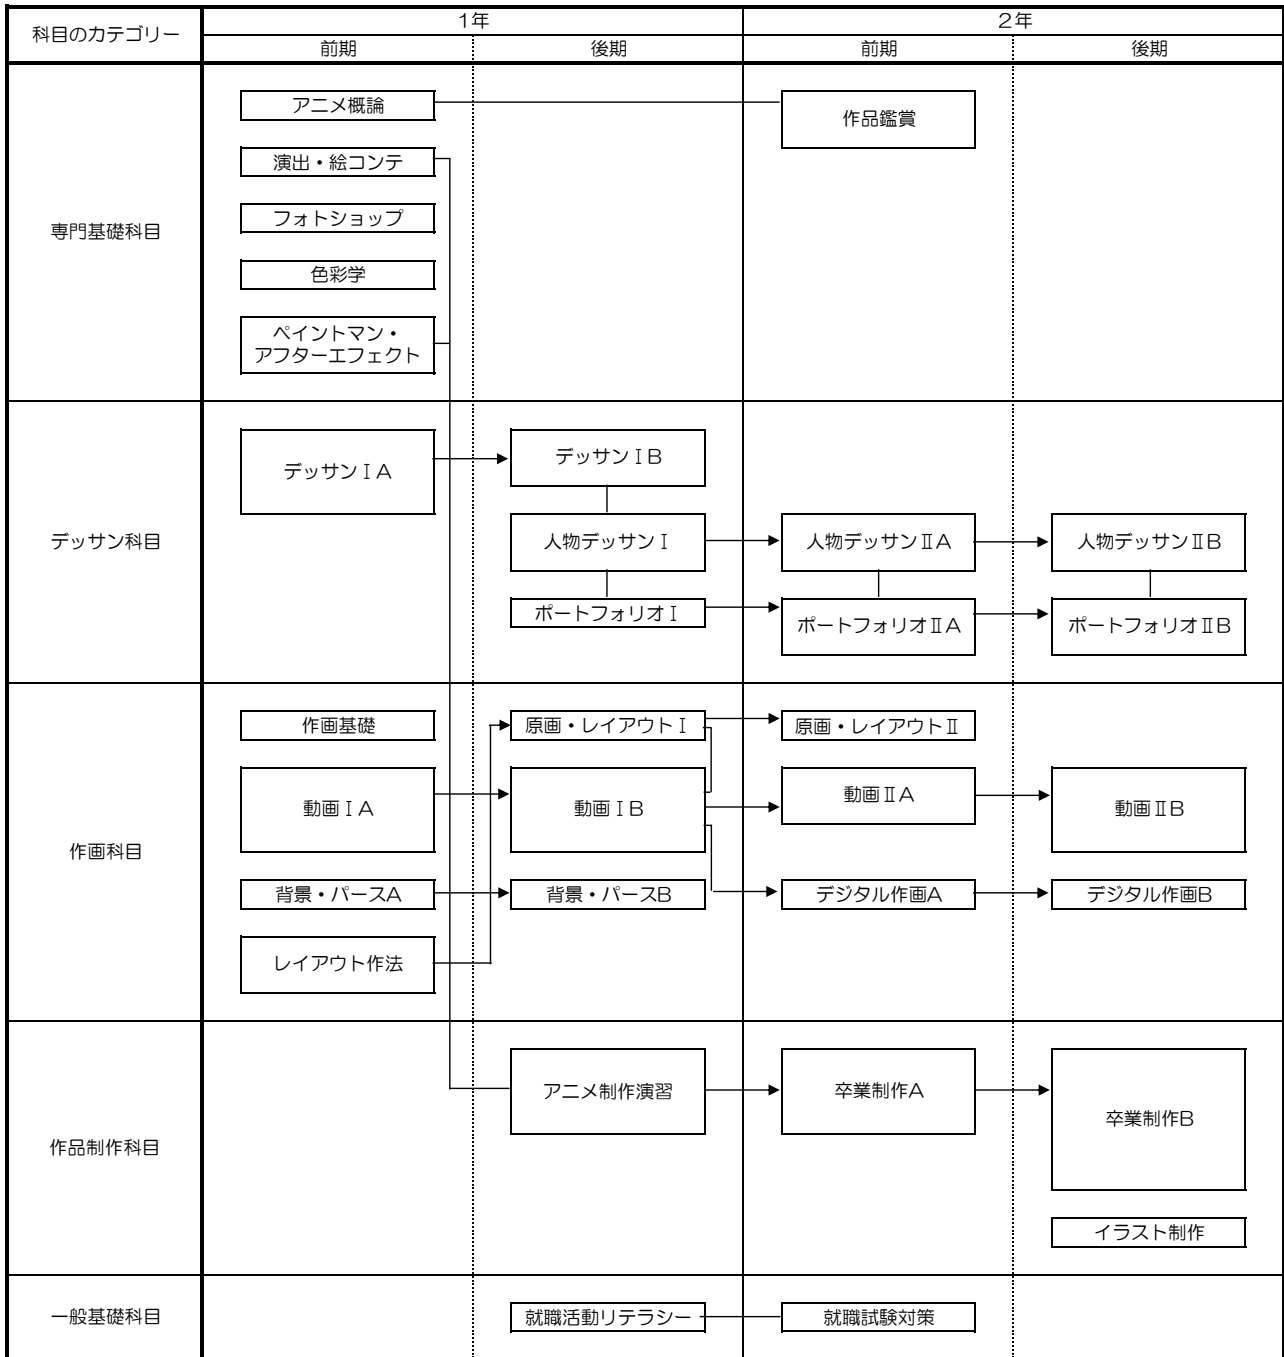 科目のカテゴリー
1年
2年
前期
後期
前期
後期
専門基礎科目
アニメ概論
作品鑑賞
演出・絵コンテ
フォトショップ
色彩学
ペイントマン・
アフターエフェクト
デッサン科目
デッサンⅠA
デッサンⅠB
人物デッサンⅠ
人物デッサンⅡA
人物デッサンⅡB
ポートフォリオⅠ
ポートフォリオⅡA
ポートフォリオⅡB
作画科目
作画基礎
原画・レイアウトⅠ
原画・レイアウトⅡ
動画ⅠA
動画ⅠB
動画ⅡA
動画ⅡB
背景・パースA
背景・パースB
デジタル作画A
デジタル作画B
レイアウト作法
作品制作科目
アニメ制作演習
卒業制作A
卒業制作B
イラスト制作
一般基礎科目
就職活動リテラシー
就職試験対策